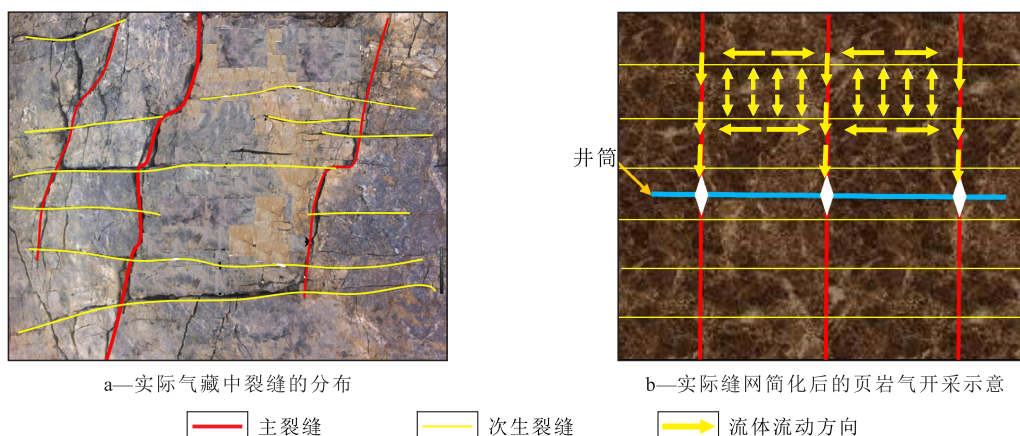 井筒
a—实际气藏中裂缝的分布
b—实际缝网简化后的页岩气开采示意
主裂缝
次生裂缝
流体流动方向